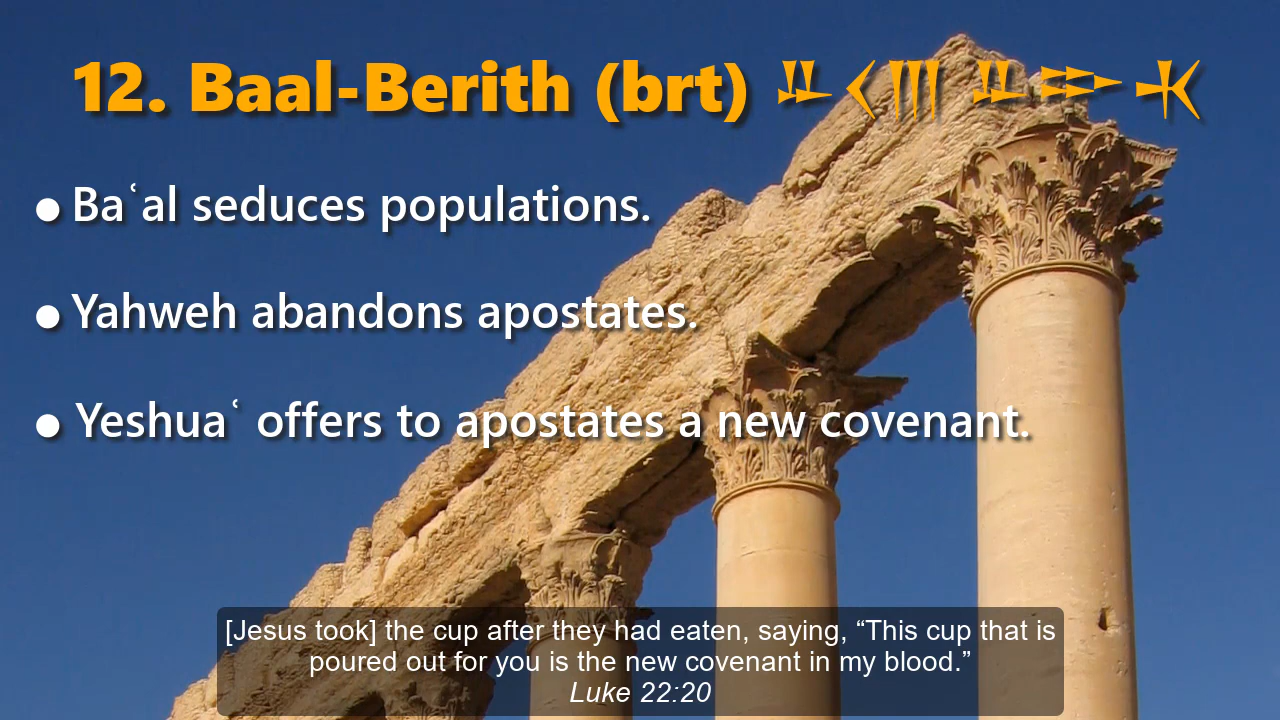 12. Baal-Berith (brt) 𐎁𐎓𐎍 𐎁𐎗𐎉
● Baʿal seduces populations.
● Yahweh abandons apostates.
● Yeshuaʿ offers to apostates a new covenant.
[Jesus took] the cup after they had eaten, saying, “This cup that is
poured out for you is the new covenant in my blood.”
Luke 22:20